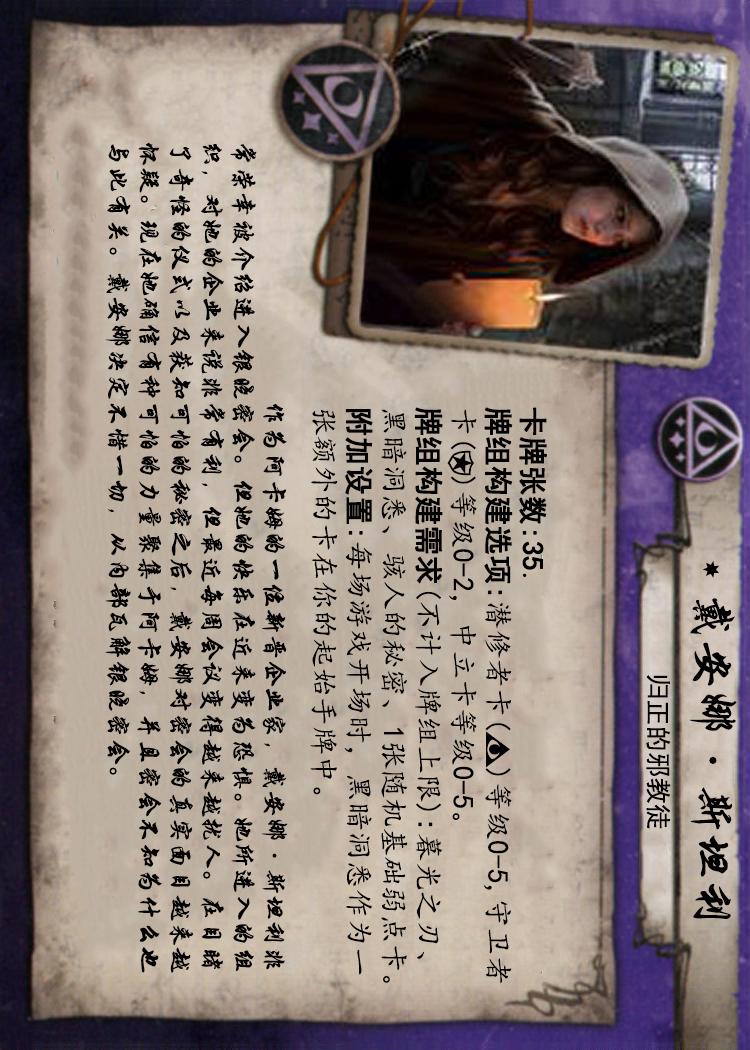 ★戴安娜·斯坦利
归正的邪教徒
卡牌张数:35.
牌组构建选项:潜修者卡()等级0-5,守卫者
卡()等级0-2,中立卡等级0-5。
牌组构建需求(不计入牌组上限):暮光之刃、
黑暗洞悉、骇人的秘密、1张随机基础弱点卡。
附加设置:每场游戏开场时,黑暗洞悉作为一
张额外的卡在你的起始手牌中。
作为阿卡姆的一位新晋企业家,戴安娜·斯坦利非
常荣幸被介绍进入银晚密会。但她的快乐在近来变为恐惧。她所进入的组
织,对她的企业来说非常有利,但最近每周会议变得越来越扰人。在目睹
了奇怪的仪式以及获知可怕的秘密之后,戴安娜对密会的真实面目越来越
怀疑。现在她确信有种可怕的力量聚集于阿卡姆,并且密会不知为什么也
与此有关。戴安娜决定不惜一切,从内部瓦解银晚密会。